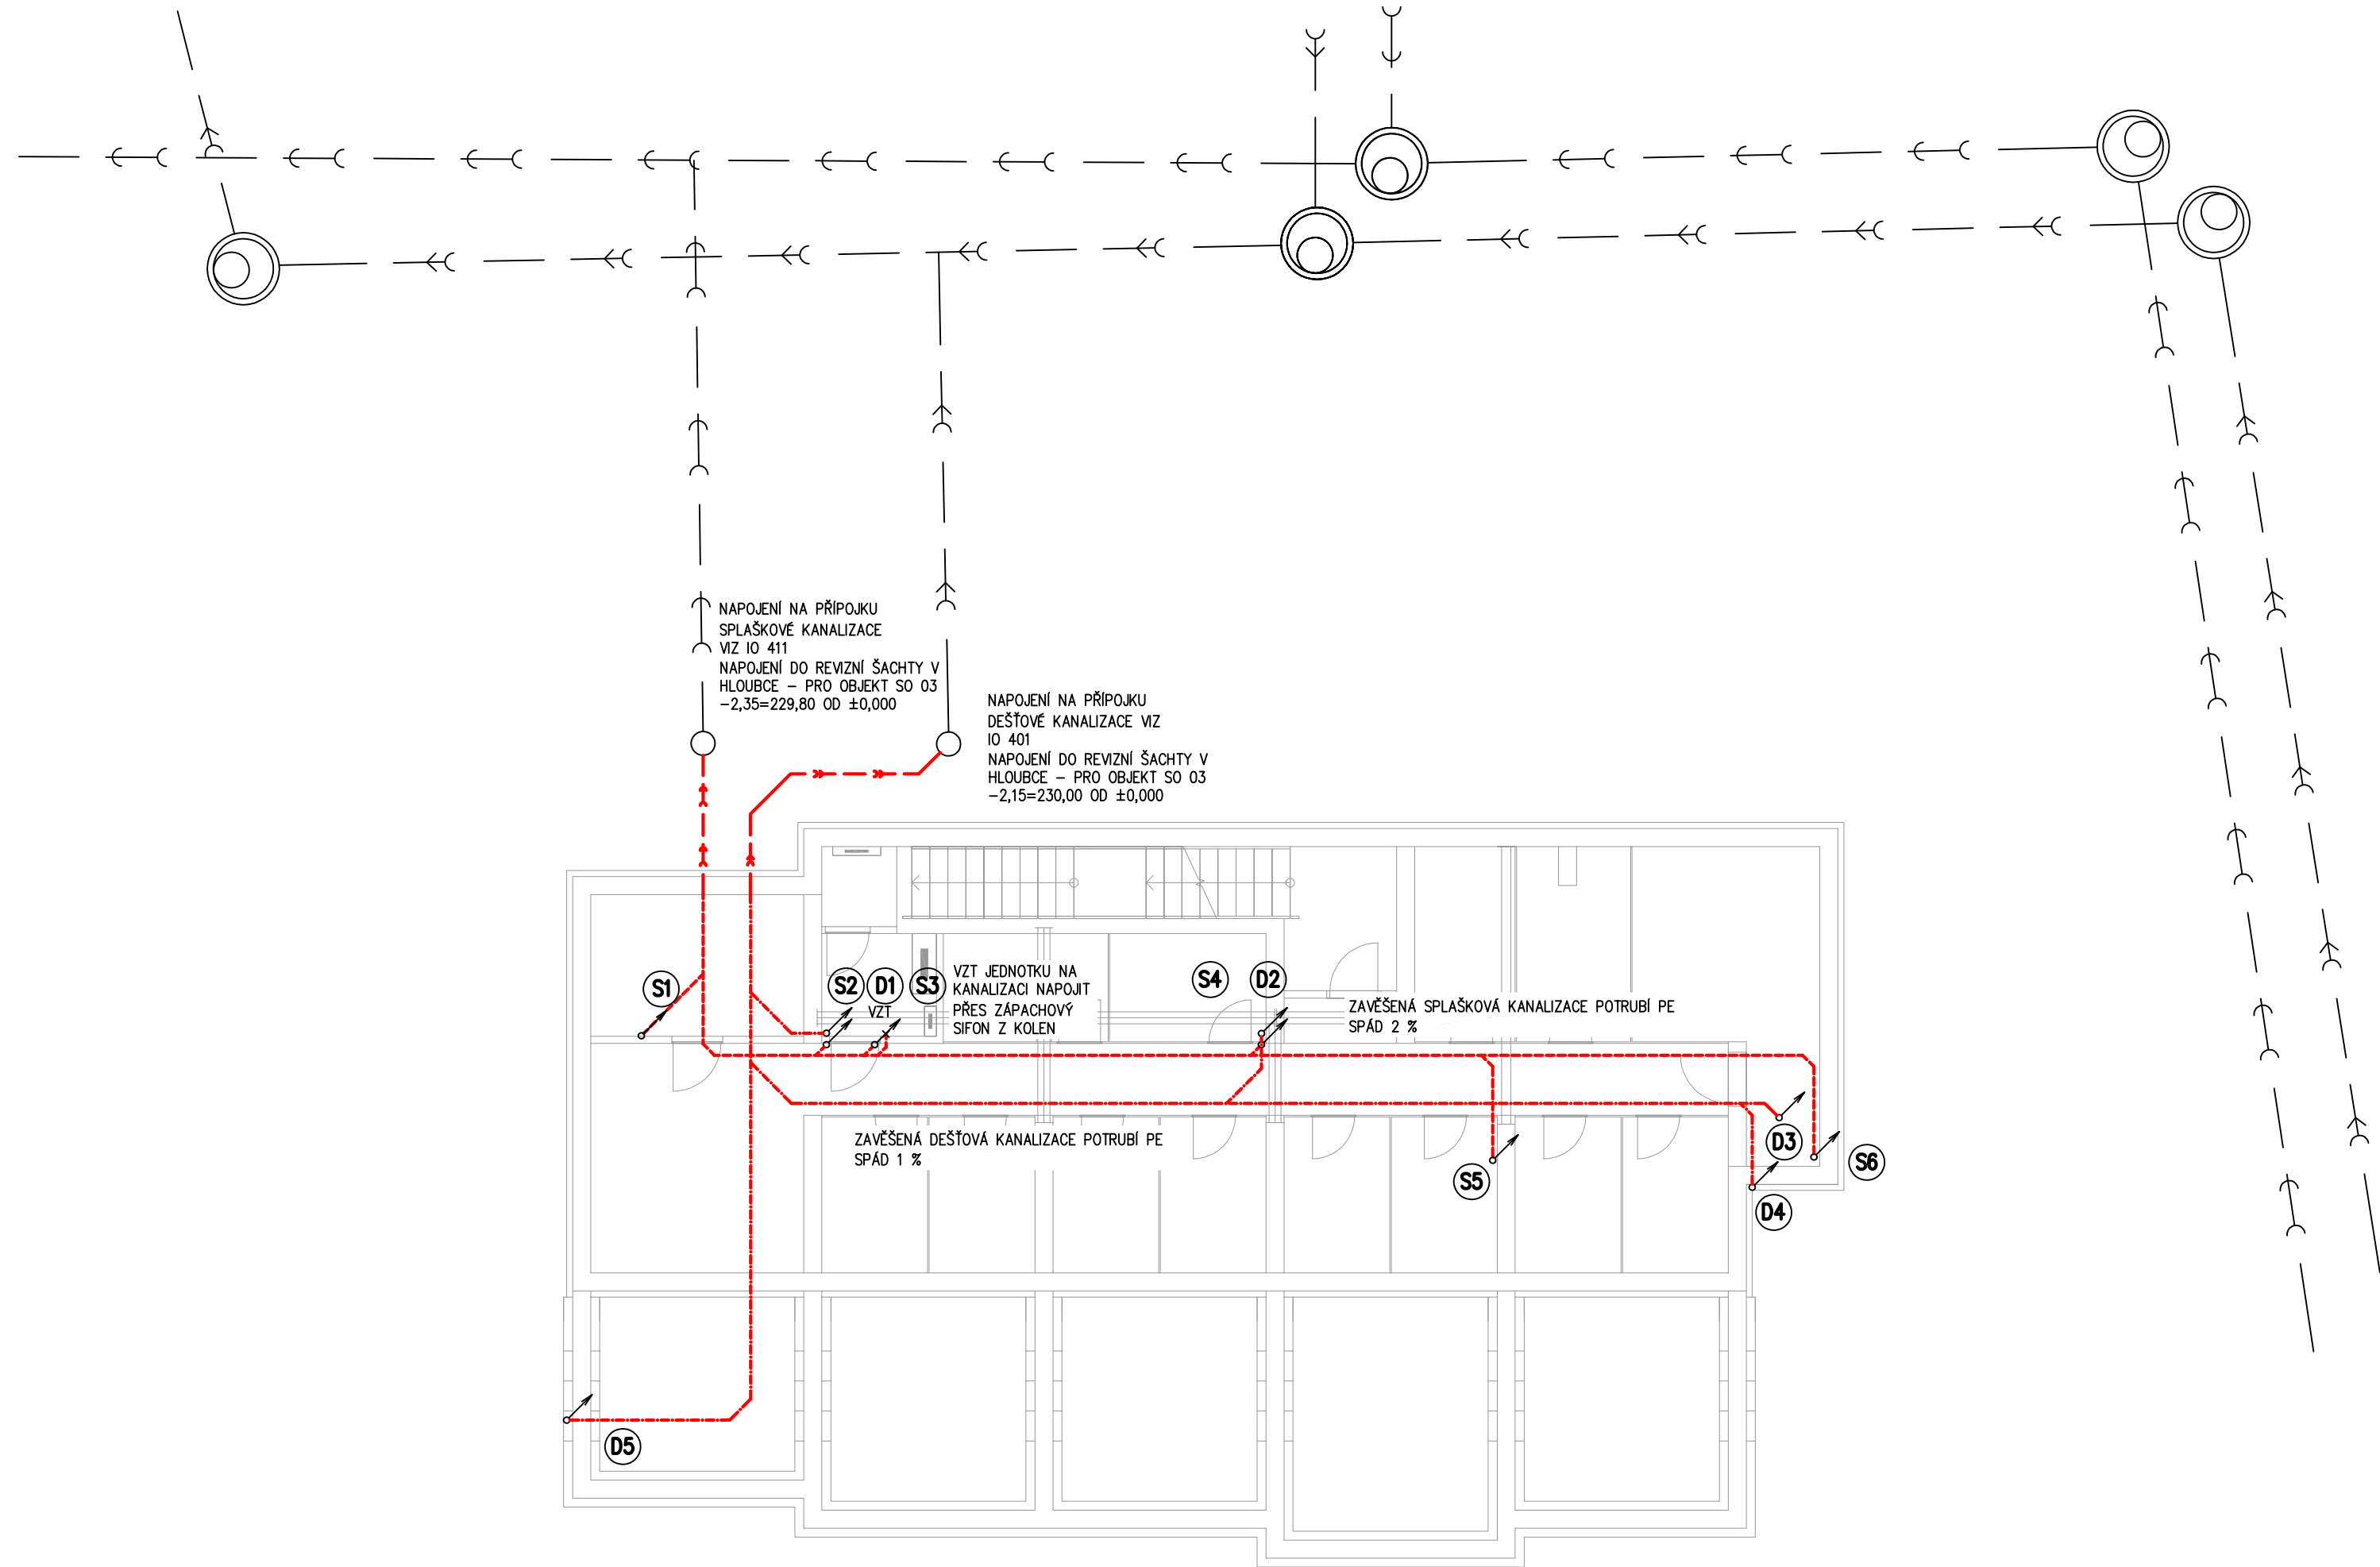 NAPOJENÍ NA PŘÍPOJKU
SPLAŠKOVÉ KANALIZACE
VIZ IO 411
NAPOJENÍ DO REVIZNÍ ŠACHTY V
HLOUBCE – PRO OBJEKT SO 03
–2,35=229,80 OD ±0,000
NAPOJENÍ NA PŘÍPOJKU
DEŠŤOVÉ KANALIZACE VIZ
IO 401
NAPOJENÍ DO REVIZNÍ ŠACHTY V
HLOUBCE – PRO OBJEKT SO 03
–2,15=230,00 OD ±0,000
S1
S2
D1
S3
VZT
VZT JEDNOTKU NA
KANALIZACI NAPOJIT
PŘES ZÁPACHOVÝ
SIFON Z KOLEN
S4
D2
ZAVĚŠENÁ SPLAŠKOVÁ KANALIZACE POTRUBÍ PE
SPÁD 2 %
ZAVĚŠENÁ DEŠŤOVÁ KANALIZACE POTRUBÍ PE
SPÁD 1 %
S5
D3
S6
D4
D5